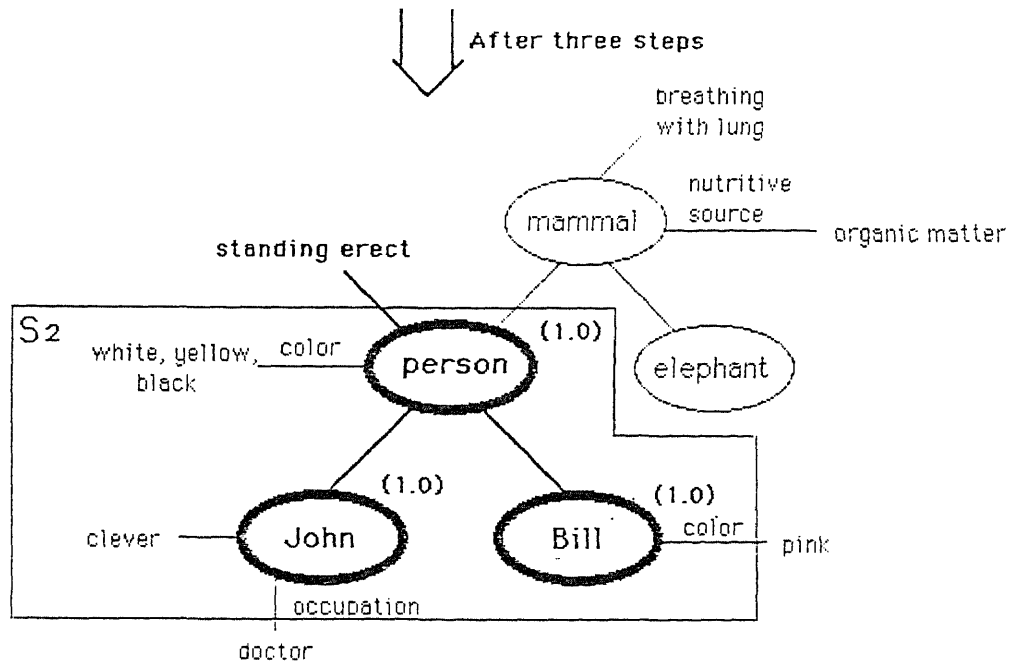 After three steps
breathing
with lung
nutritive
source
mammal
organic matter
standing erect
S2
(1.0)
white, yellow,
black
color
person
elephant
(1.0)
(1.0)
clever
John
Bill
color
pink
occupation
doctor